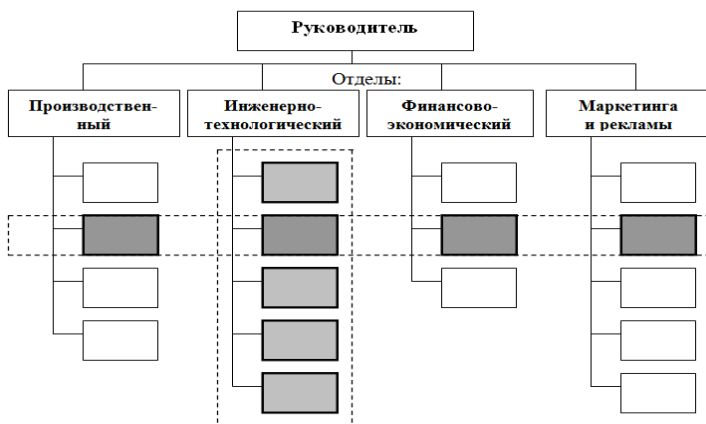 Руководитель
Отделы:
Производствен-
ный
Инженерно-
технологический
Финансово-
экономический
Маркетинга
и рекламы